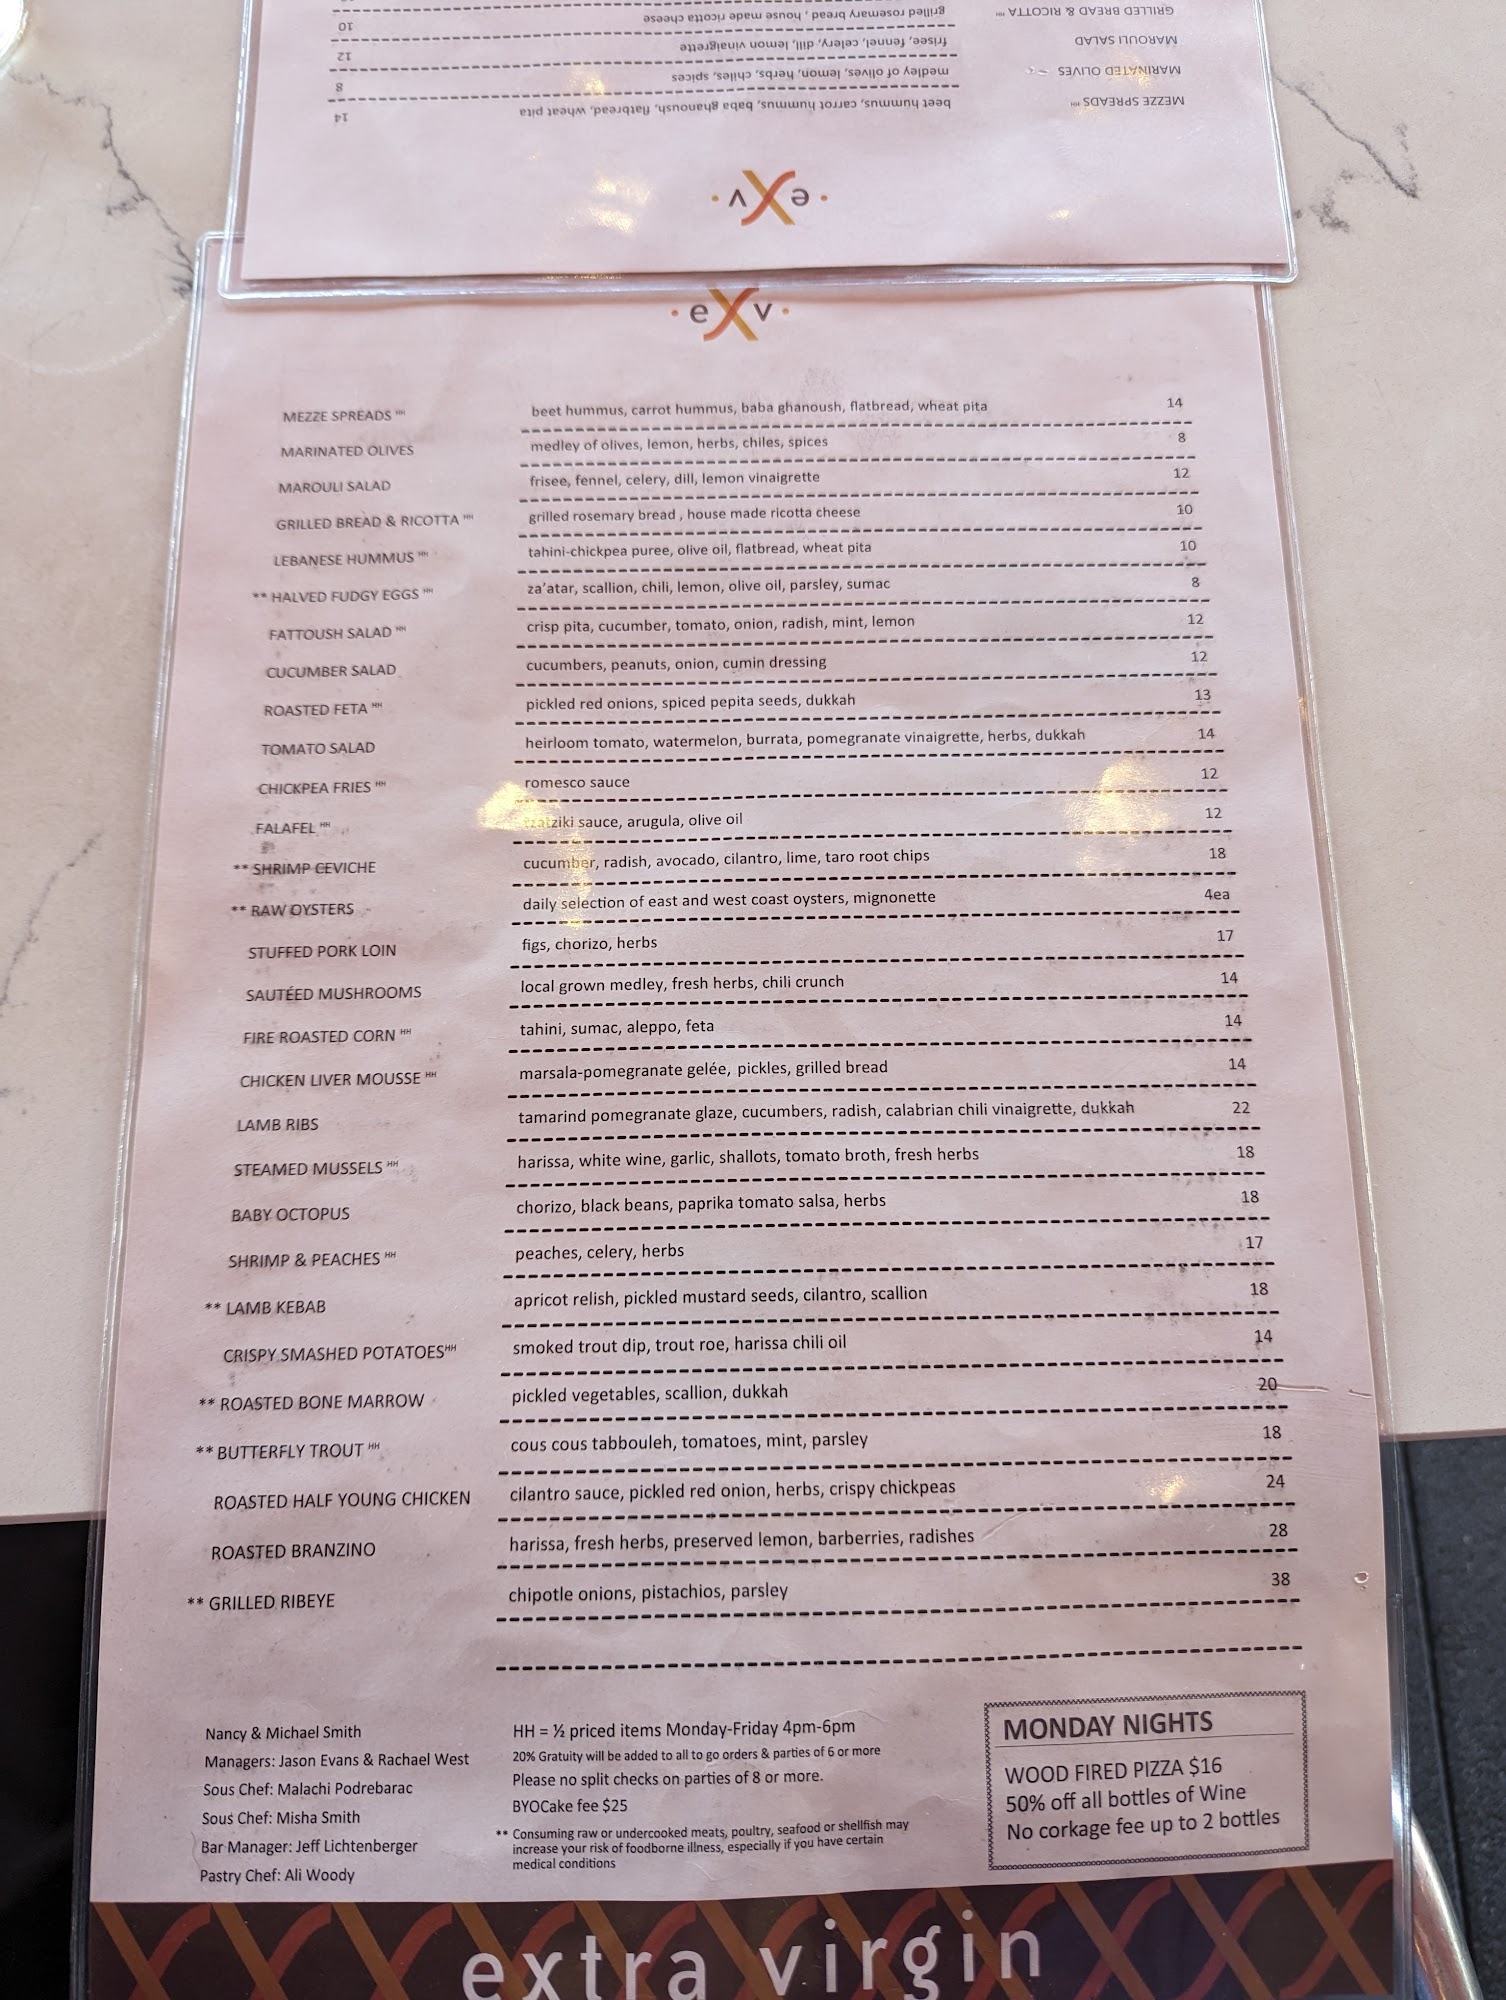 GRILLED BREAD & RICOTTA HH grilled rosemary bread , house made ricotta cheese 10
MAROULI SALAD frisee, fennel, celery, dill, lemon vinaigrette 12
MARINATED OLIVES medley of olives, lemon, herbs, chiles, spices 8
MEZZE SPREADS HH beet hummus, carrot hummus, baba ghanoush, flatbread, wheat pita 14
· e X v ·
· e X v ·
MEZZE SPREADS HH beet hummus, carrot hummus, baba ghanoush, flatbread, wheat pita 14
MARINATED OLIVES medley of olives, lemon, herbs, chiles, spices 8
MAROULI SALAD frisee, fennel, celery, dill, lemon vinaigrette 12
GRILLED BREAD & RICOTTA HH grilled rosemary bread , house made ricotta cheese 10
LEBANESE HUMMUS HH tahini-chickpea puree, olive oil, flatbread, wheat pita 10
** HALVED FUDGY EGGS HH za'atar, scallion, chili, lemon, olive oil, parsley, sumac 8
FATTOUSH SALAD HH crisp pita, cucumber, tomato, onion, radish, mint, lemon 12
CUCUMBER SALAD cucumbers, peanuts, onion, cumin dressing 12
ROASTED FETA HH pickled red onions, spiced pepita seeds, dukkah 13
TOMATO SALAD heirloom tomato, watermelon, burrata, pomegranate vinaigrette, herbs, dukkah 14
CHICKPEA FRIES HH romesco sauce 12
FALAFEL HH tzatziki sauce, arugula, olive oil 12
** SHRIMP CEVICHE cucumber, radish, avocado, cilantro, lime, taro root chips 18
** RAW OYSTERS daily selection of east and west coast oysters, mignonette 4ea
STUFFED PORK LOIN figs, chorizo, herbs 17
SAUTÉED MUSHROOMS local grown medley, fresh herbs, chili crunch 14
FIRE ROASTED CORN HH tahini, sumac, aleppo, feta 14
CHICKEN LIVER MOUSSE HH marsala-pomegranate gelée, pickles, grilled bread 14
LAMB RIBS tamarind pomegranate glaze, cucumbers, radish, calabrian chili vinaigrette, dukkah 22
STEAMED MUSSELS HH harissa, white wine, garlic, shallots, tomato broth, fresh herbs 18
BABY OCTOPUS chorizo, black beans, paprika tomato salsa, herbs 18
SHRIMP & PEACHES HH peaches, celery, herbs 17
** LAMB KEBAB apricot relish, pickled mustard seeds, cilantro, scallion 18
CRISPY SMASHED POTATOES HH smoked trout dip, trout roe, harissa chili oil 14
** ROASTED BONE MARROW pickled vegetables, scallion, dukkah 20
** BUTTERFLY TROUT HH cous cous tabbouleh, tomatoes, mint, parsley 18
ROASTED HALF YOUNG CHICKEN cilantro sauce, pickled red onion, herbs, crispy chickpeas 24
ROASTED BRANZINO harissa, fresh herbs, preserved lemon, barberries, radishes 28
** GRILLED RIBEYE chipotle onions, pistachios, parsley 38
Nancy & Michael Smith
Managers: Jason Evans & Rachael West
Sous Chef: Malachi Podrebarac
Sous Chef: Misha Smith
Bar Manager: Jeff Lichtenberger
Pastry Chef: Ali Woody
HH = ½ priced items Monday-Friday 4pm-6pm
20% Gratuity will be added to all to go orders & parties of 6 or more
Please no split checks on parties of 8 or more.
BYOCake fee $25
** Consuming raw or undercooked meats, poultry, seafood or shellfish may
increase your risk of foodborne illness, especially if you have certain
medical conditions
MONDAY NIGHTS
WOOD FIRED PIZZA $16
50% off all bottles of Wine
No corkage fee up to 2 bottles
extra virgin